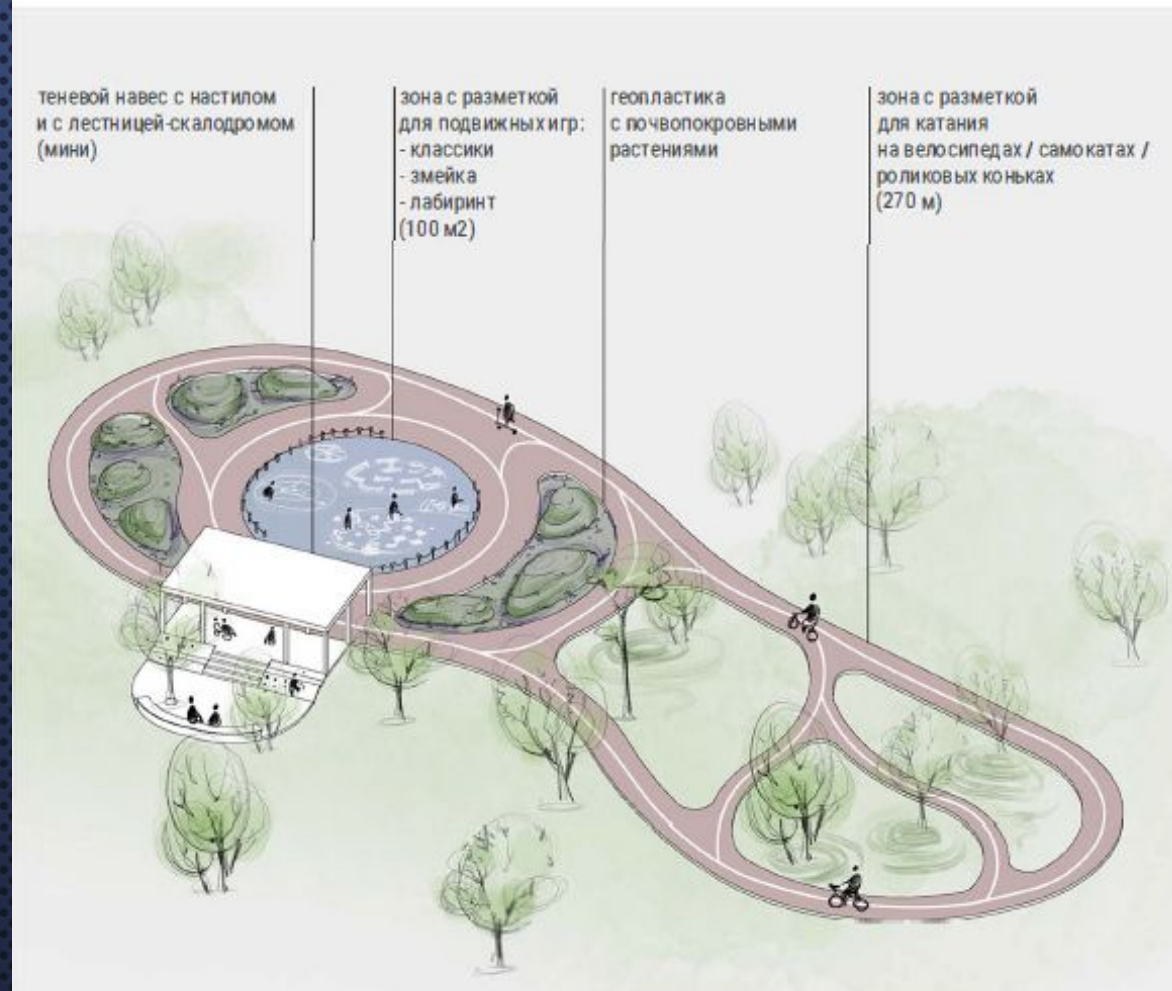 теневой навес с настилом
и с лестницей-скалодромом
(мини)
зона с разметкой
для подвижных игр:
- классики
- змейка
- лабиринт
(100 м2)
геопластика
с почвопокровными
растениями
зона с разметкой
для катания
на велосипедах / самокатах /
роликовых коньках
(270 м)